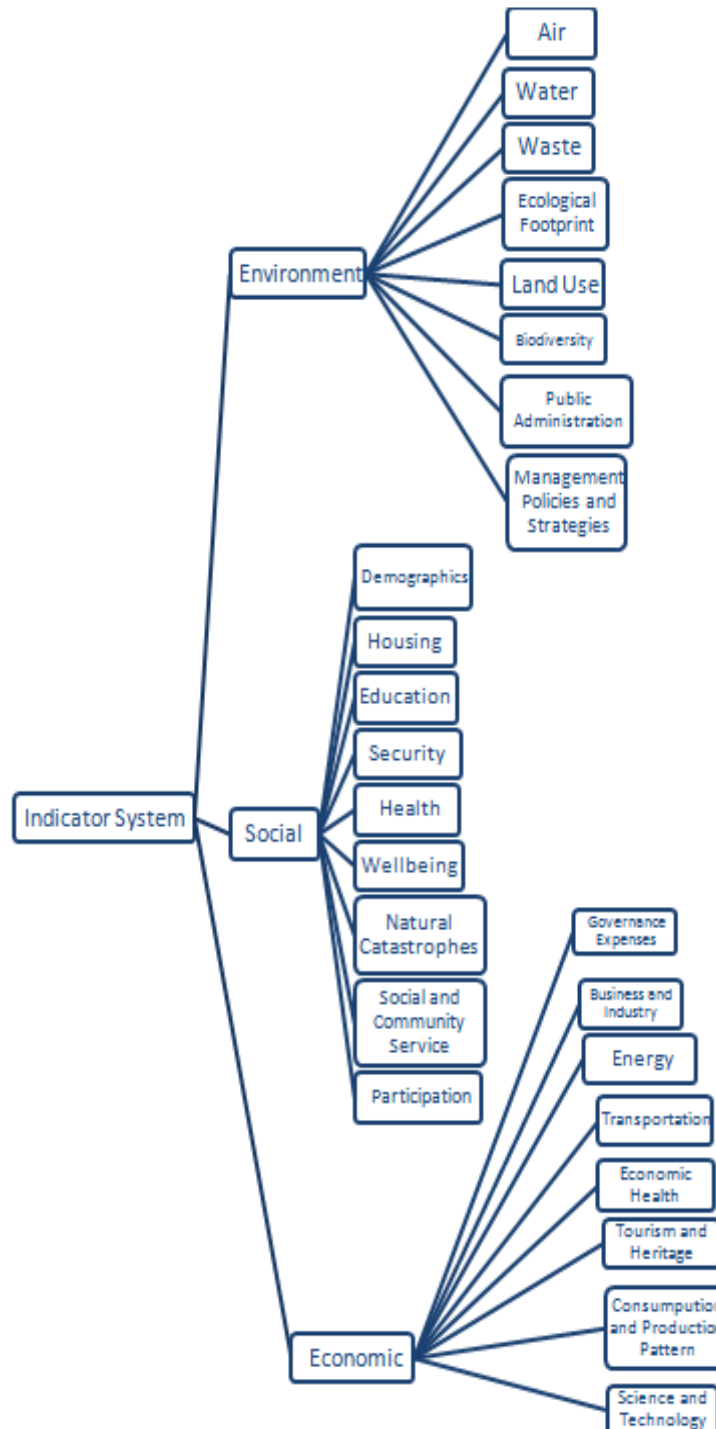 Air
Water
Waste
Ecological
Footprint
Environment
Land Use
Biodiversity
Public
Administration
Management
Policies and
Strategies
Demographics
Housing
Education
Security
Indicator System
Social
Health
Wellbeing
Natural
Catastrophes
Social and
Community
Service
Participation
Governance
Expenses
Business and
Industry
Energy
Transportation
Economic
Health
Tourism and
Heritage
Economic
Consumputio
and Productio
Pattern
Science and
Technology